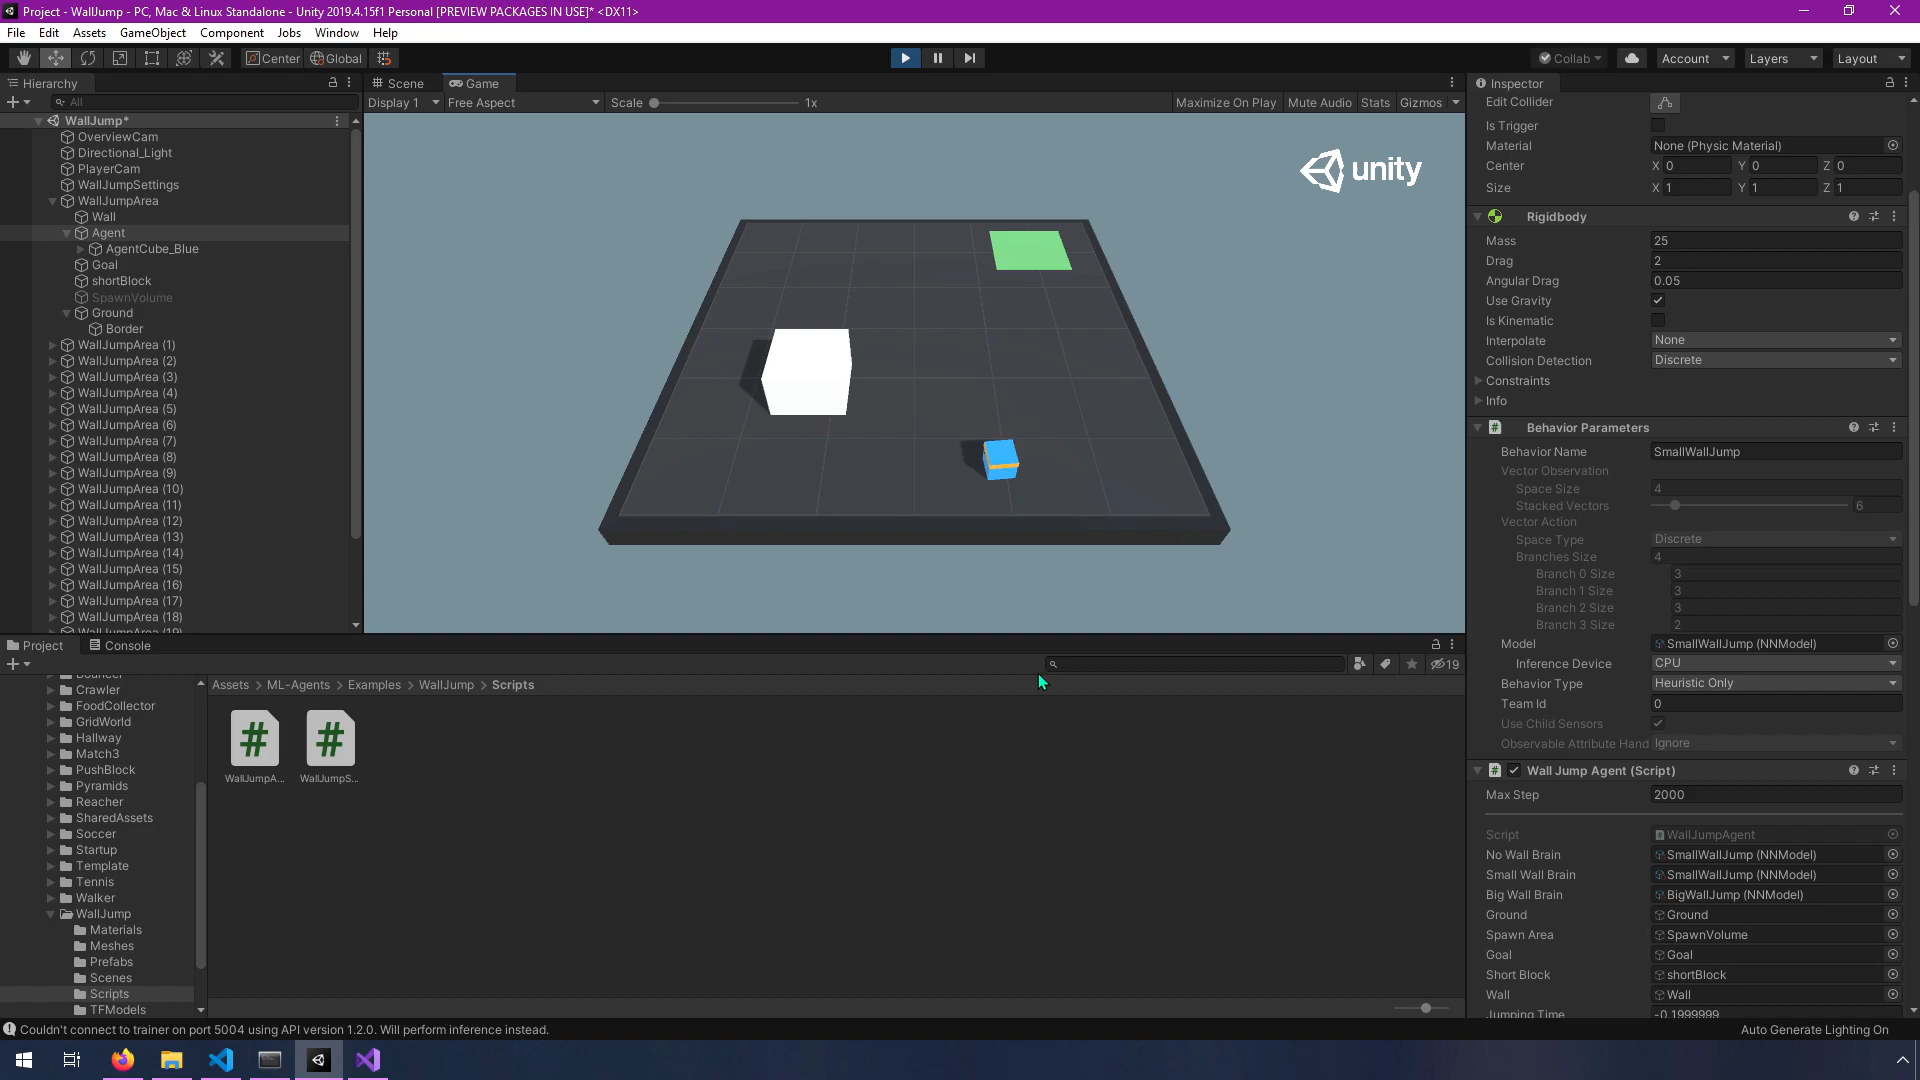 Project - WallJump - PC, Mac & Linux Standalone - Unity 2019.4.15f1 Personal [PREVIEW PACKAGES IN USE]* <DX11>
File Edit Assets GameObject Component Jobs Window Help
Center Global Collab Account Layers Layout
Hierarchy
All
WallJump*
OverviewCam
Directional_Light
PlayerCam
WallJumpSettings
WallJumpArea
Wall
Agent
AgentCube_Blue
Goal
shortBlock
SpawnVolume
Ground
Border
WallJumpArea (1)
WallJumpArea (2)
WallJumpArea (3)
WallJumpArea (4)
WallJumpArea (5)
WallJumpArea (6)
WallJumpArea (7)
WallJumpArea (8)
WallJumpArea (9)
WallJumpArea (10)
WallJumpArea (11)
WallJumpArea (12)
WallJumpArea (13)
WallJumpArea (14)
WallJumpArea (15)
WallJumpArea (16)
WallJumpArea (17)
WallJumpArea (18)
WallJumpArea (19)
Scene Game
Display 1 Free Aspect Scale 1x Maximize On Play Mute Audio Stats Gizmos
unity
Inspector
Edit Collider
Is Trigger
Material None (Physic Material)
Center X 0 Y 0 Z 0
Size X 1 Y 1 Z 1
Rigidbody
Mass 25
Drag 2
Angular Drag 0.05
Use Gravity
Is Kinematic
Interpolate None
Collision Detection Discrete
Constraints
Info
Behavior Parameters
Behavior Name SmallWallJump
Vector Observation
Space Size 4
Stacked Vectors 6
Vector Action
Space Type Discrete
Branches Size 4
Branch 0 Size 3
Branch 1 Size 3
Branch 2 Size 3
Branch 3 Size 2
Model SmallWallJump (NNModel)
Inference Device CPU
Behavior Type Heuristic Only
Team Id 0
Use Child Sensors
Observable Attribute Hand Ignore
Wall Jump Agent (Script)
Max Step 2000
Script WallJumpAgent
No Wall Brain SmallWallJump (NNModel)
Small Wall Brain SmallWallJump (NNModel)
Big Wall Brain BigWallJump (NNModel)
Ground Ground
Spawn Area SpawnVolume
Goal Goal
Short Block shortBlock
Wall Wall
Jumping Time -0.1999999
Project Console
19
Bouncer
Crawler
FoodCollector
GridWorld
Hallway
Match3
PushBlock
Pyramids
Reacher
SharedAssets
Soccer
Startup
Template
Tennis
Walker
WallJump
Materials
Meshes
Prefabs
Scenes
Scripts
TFModels
Assets > ML-Agents > Examples > WallJump > Scripts
WallJumpA... WallJumpS...
Couldn't connect to trainer on port 5004 using API version 1.2.0. Will perform inference instead.
Auto Generate Lighting On